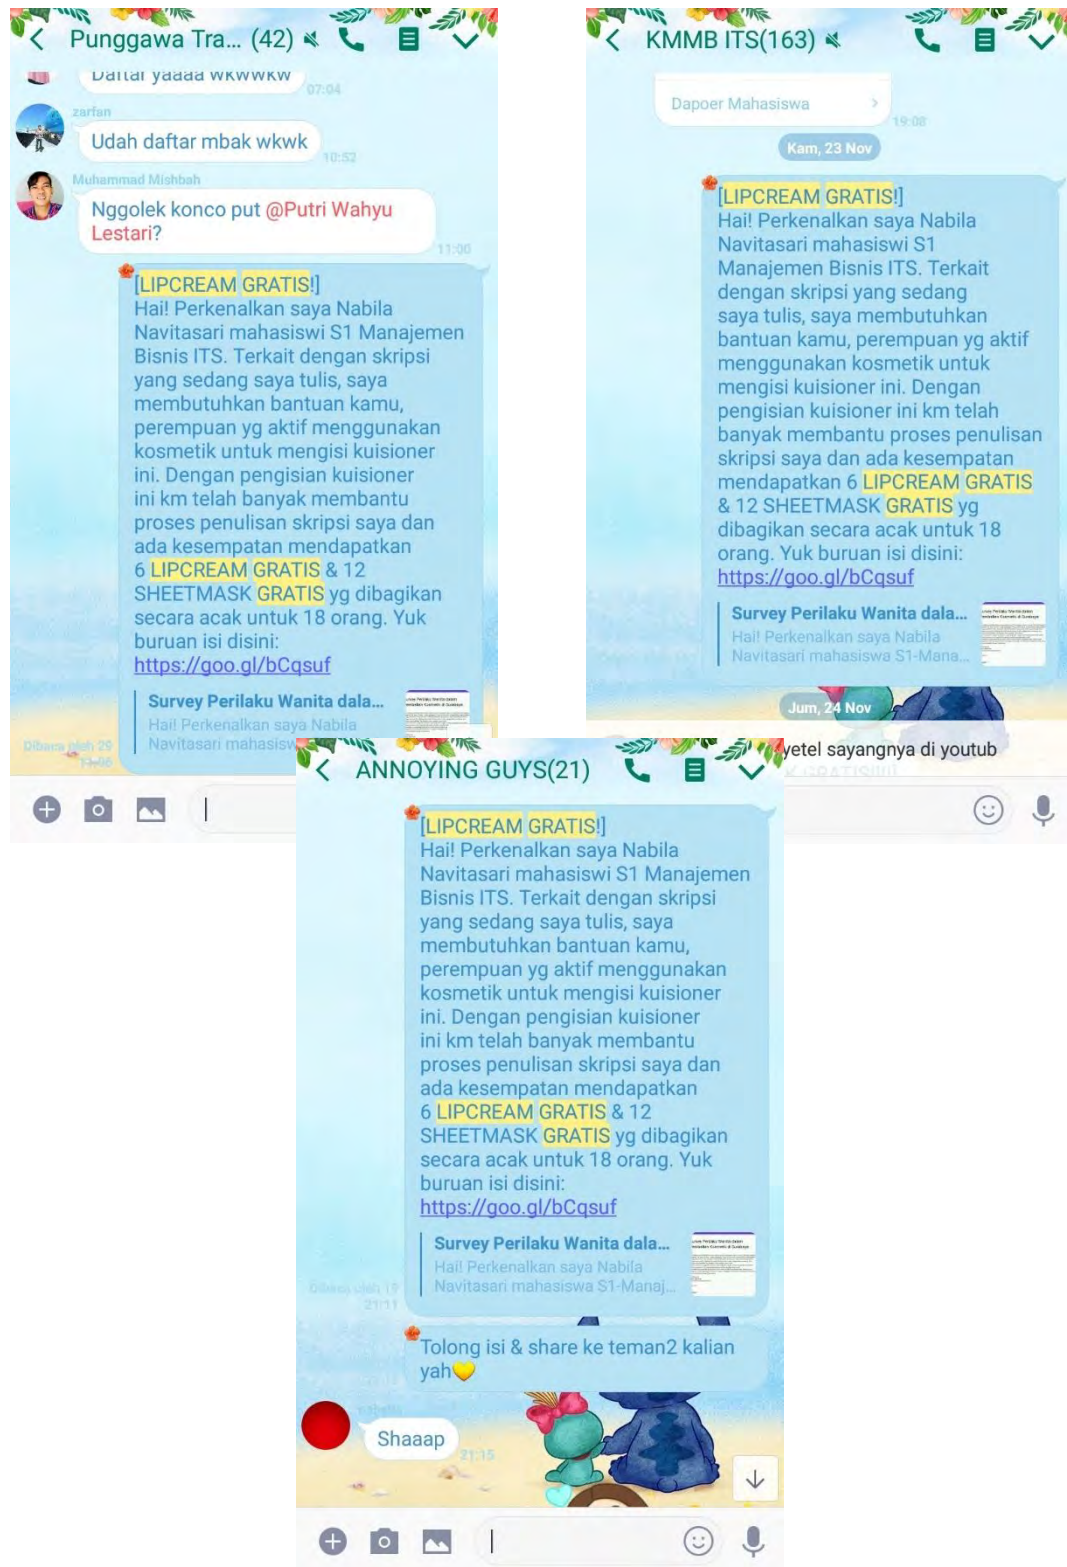 Punggawa Tra... (42)
Daftar yaaaa wkwwkw
07:04
zarfan
Udah daftar mbak wkwk
10:52
Muhammad Mishbah
Nggolek konco put @Putri Wahyu
Lestari?
11:00
[LIPCREAM GRATIS!]
Hai! Perkenalkan saya Nabila
Navitasari mahasiswi S1 Manajemen
Bisnis ITS. Terkait dengan skripsi
yang sedang saya tulis, saya
membutuhkan bantuan kamu,
perempuan yg aktif menggunakan
kosmetik untuk mengisi kuisioner
ini. Dengan pengisian kuisioner
ini km telah banyak membantu
proses penulisan skripsi saya dan
ada kesempatan mendapatkan
6 LIPCREAM GRATIS & 12
SHEETMASK GRATIS yg dibagikan
secara acak untuk 18 orang. Yuk
buruan isi disini:
https://goo.gl/bCqsuf
Survey Perilaku Wanita dala...
Hai! Perkenalkan saya Nabila
Navitasari mahasisw
Dibaca oleh 29
11:06
KMMB ITS(163)
Dapoer Mahasiswa
19:08
Kam, 23 Nov
[LIPCREAM GRATIS!]
Hai! Perkenalkan saya Nabila
Navitasari mahasiswi S1
Manajemen Bisnis ITS. Terkait
dengan skripsi yang sedang
saya tulis, saya membutuhkan
bantuan kamu, perempuan yg aktif
menggunakan kosmetik untuk
mengisi kuisioner ini. Dengan
pengisian kuisioner ini km telah
banyak membantu proses penulisan
skripsi saya dan ada kesempatan
mendapatkan 6 LIPCREAM GRATIS
& 12 SHEETMASK GRATIS yg
dibagikan secara acak untuk 18
orang. Yuk buruan isi disini:
https://goo.gl/bCqsuf
Survey Perilaku Wanita dala...
Hai! Perkenalkan saya Nabila
Navitasari mahasiswa S1-Mana...
Jum, 24 Nov
yetel sayangnya di youtub
ANNOYING GUYS(21)
[LIPCREAM GRATIS!]
Hai! Perkenalkan saya Nabila
Navitasari mahasiswi S1 Manajemen
Bisnis ITS. Terkait dengan skripsi
yang sedang saya tulis, saya
membutuhkan bantuan kamu,
perempuan yg aktif menggunakan
kosmetik untuk mengisi kuisioner
ini. Dengan pengisian kuisioner
ini km telah banyak membantu
proses penulisan skripsi saya dan
ada kesempatan mendapatkan
6 LIPCREAM GRATIS & 12
SHEETMASK GRATIS yg dibagikan
secara acak untuk 18 orang. Yuk
buruan isi disini:
https://goo.gl/bCqsuf
Survey Perilaku Wanita dala...
Hai! Perkenalkan saya Nabila
Navitasari mahasiswa S1-Manaj...
Dibaca oleh 19
21:11
Tolong isi & share ke teman2 kalian
yah💛
Shaaap
21:15